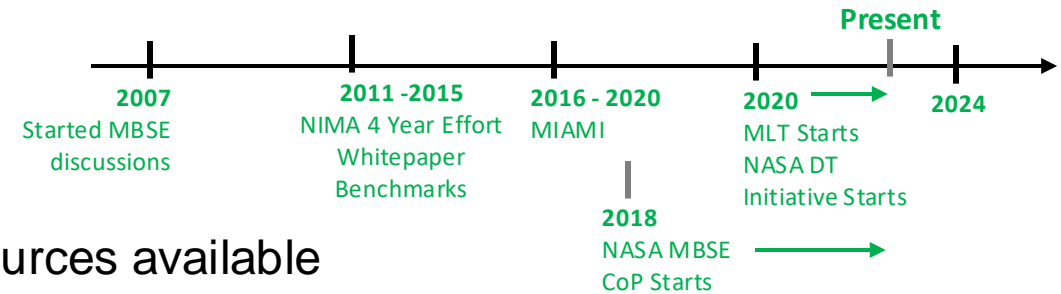 Present
2007
Started MBSE
discussions
2011 -2015
NIMA 4 Year Effort
Whitepaper
Benchmarks
2016 - 2020
MIAMI
2018
NASA MBSE
CoP Starts
2020
MLT Starts
NASA DT
Initiative Starts
2024
urces available